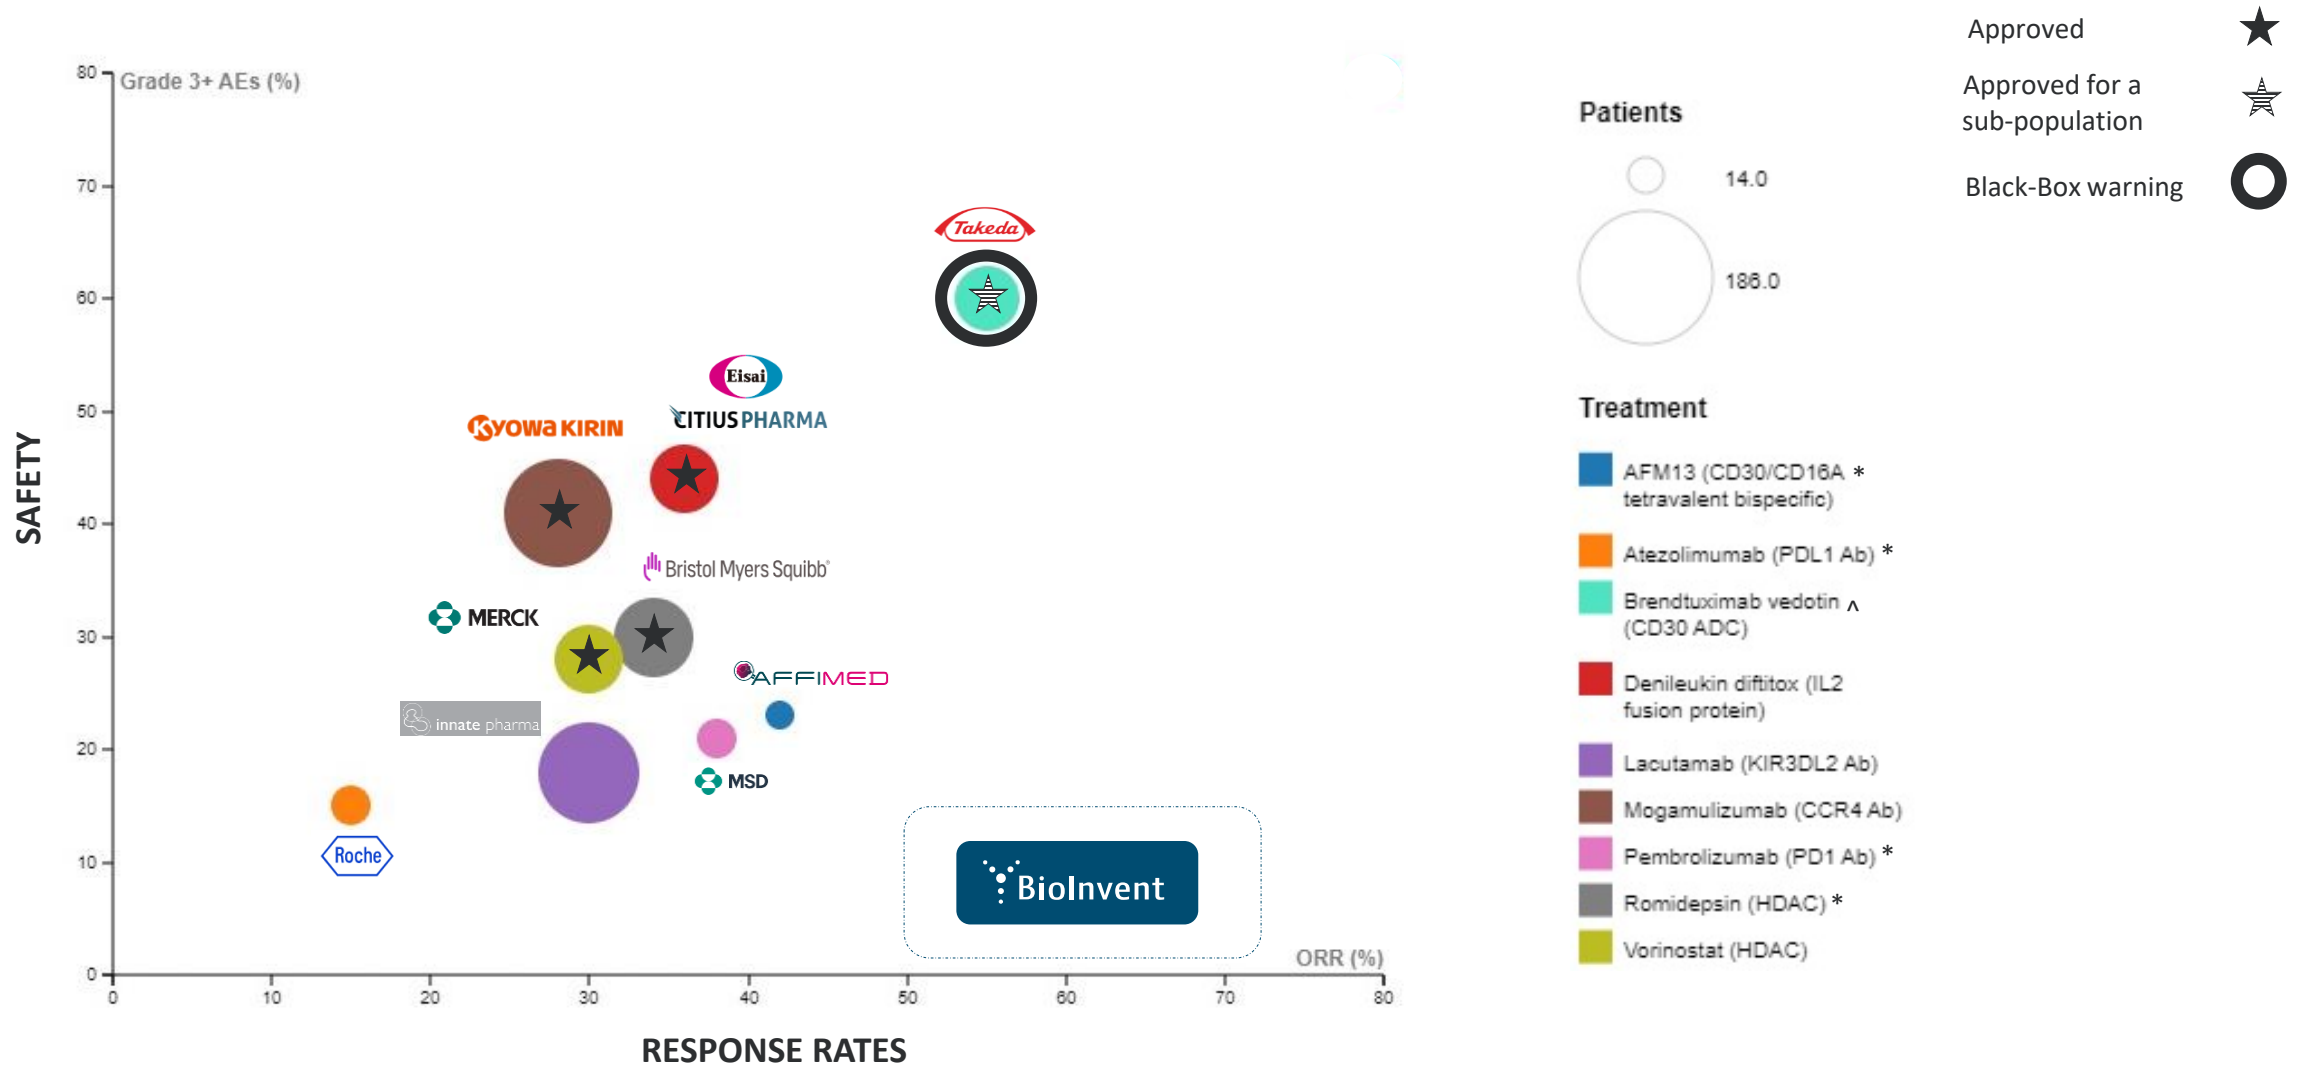 Approved
Approved for a
sub-population
Black-Box warning
80
Grade 3+ AEs (%)
70
60
50
40
30
20
10
0
SAFETY
Takeda
Eisai
CITIUS PHARMA
KYOWA KIRIN
Bristol Myers Squibb
MERCK
AFFIMED
innate pharma
MSD
Roche
BioInvent
ORR (%)
0
10
20
30
40
50
60
70
80
RESPONSE RATES
Patients
14.0
186.0
Treatment
AFM13 (CD30/CD16A *
tetravalent bispecific)
Atezolimumab (PDL1 Ab) *
Brendtuximab vedotin ^
(CD30 ADC)
Denileukin diftitox (IL2
fusion protein)
Lacutamab (KIR3DL2 Ab)
Mogamulizumab (CCR4 Ab)
Pembrolizumab (PD1 Ab) *
Romidepsin (HDAC) *
Vorinostat (HDAC)